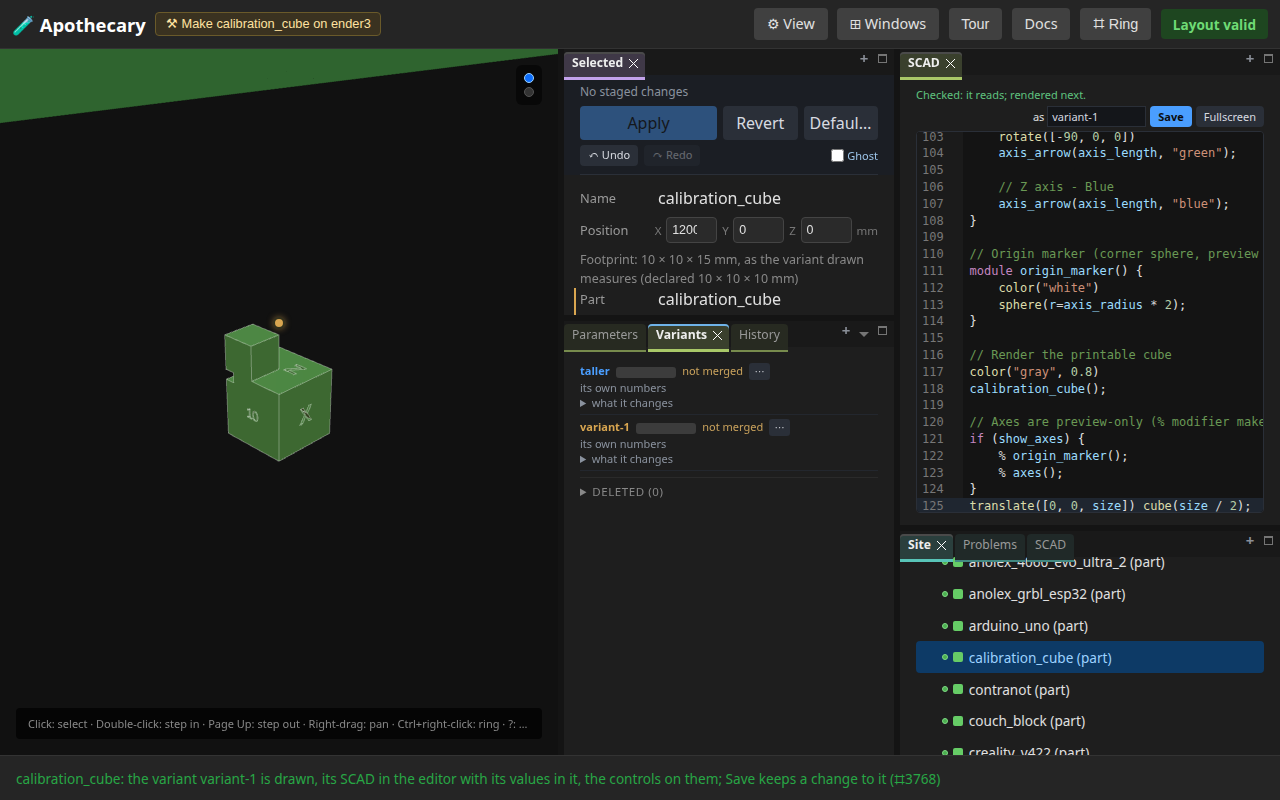 Apothecary
⚒ Make calibration_cube on ender3
⚙ View
⊞ Windows
Tour
Docs
⌗ Ring
Layout valid
10
X
Click: select · Double-click: step in · Page Up: step out · Right-drag: pan · Ctrl+right-click: ring · ?: ...
Selected
No staged changes
Apply
Revert
Defaul...
↶ Undo
↷ Redo
Ghost
Name calibration_cube
Position X 1200 Y 0 Z 0 mm
Footprint: 10 × 10 × 15 mm, as the variant drawn
measures (declared 10 × 10 × 10 mm)
Part calibration_cube
Parameters
Variants
History
taller not merged ...
its own numbers
▶ what it changes
variant-1 not merged ...
its own numbers
▶ what it changes
▶ DELETED (0)
SCAD
Checked: it reads; rendered next.
as variant-1 Save Fullscreen
103 rotate([-90, 0, 0])
104 axis_arrow(axis_length, "green");
105
106 // Z axis - Blue
107 axis_arrow(axis_length, "blue");
108 }
109
110 // Origin marker (corner sphere, preview
111 module origin_marker() {
112 color("white")
113 sphere(r=axis_radius * 2);
114 }
115
116 // Render the printable cube
117 color("gray", 0.8)
118 calibration_cube();
119
120 // Axes are preview-only (% modifier make
121 if (show_axes) {
122 % origin_marker();
123 % axes();
124 }
125 translate([0, 0, size]) cube(size / 2);
Site
Problems
SCAD
anolex_4060_evo_ultra_2 (part)
anolex_grbl_esp32 (part)
arduino_uno (part)
calibration_cube (part)
contranot (part)
couch_block (part)
creality_v422 (part)
calibration_cube: the variant variant-1 is drawn, its SCAD in the editor with its values in it, the controls on them; Save keeps a change to it (⌗3768)